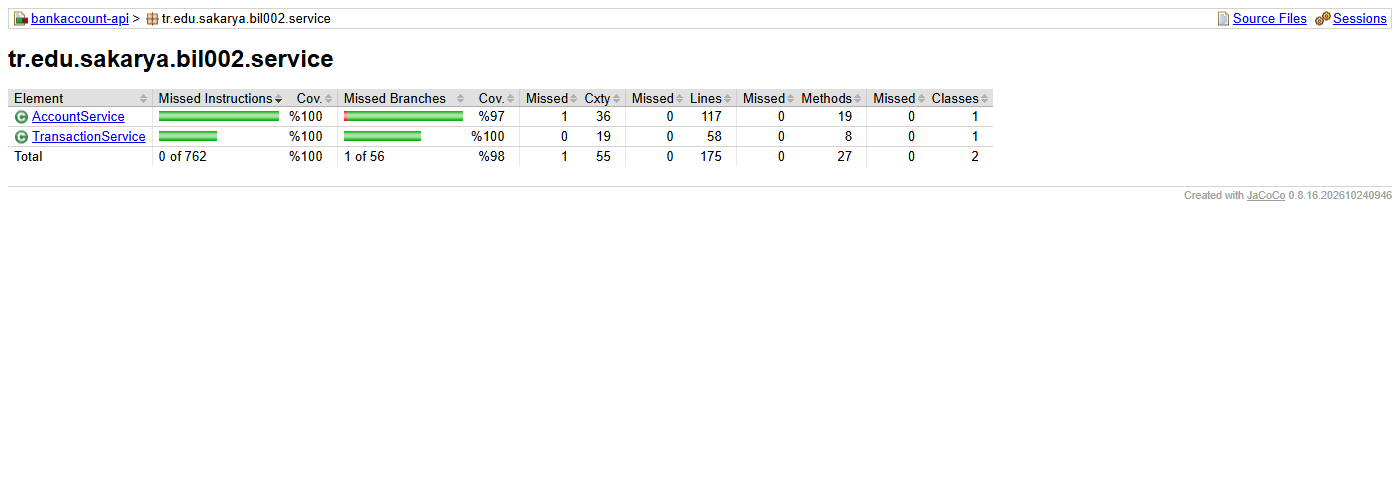 bankaccount-api > tr.edu.sakarya.bil002.service Source Files Sessions
tr.edu.sakarya.bil002.service
Element Missed Instructions Cov. Missed Branches Cov. Missed Cxty Missed Lines Missed Methods Missed Classes
AccountService %100 %97 1 36 0 117 0 19 0 1
TransactionService %100 %100 0 19 0 58 0 8 0 1
Total 0 of 762 %100 1 of 56 %98 1 55 0 175 0 27 0 2
Created with JaCoCo 0.8.16.202610240946